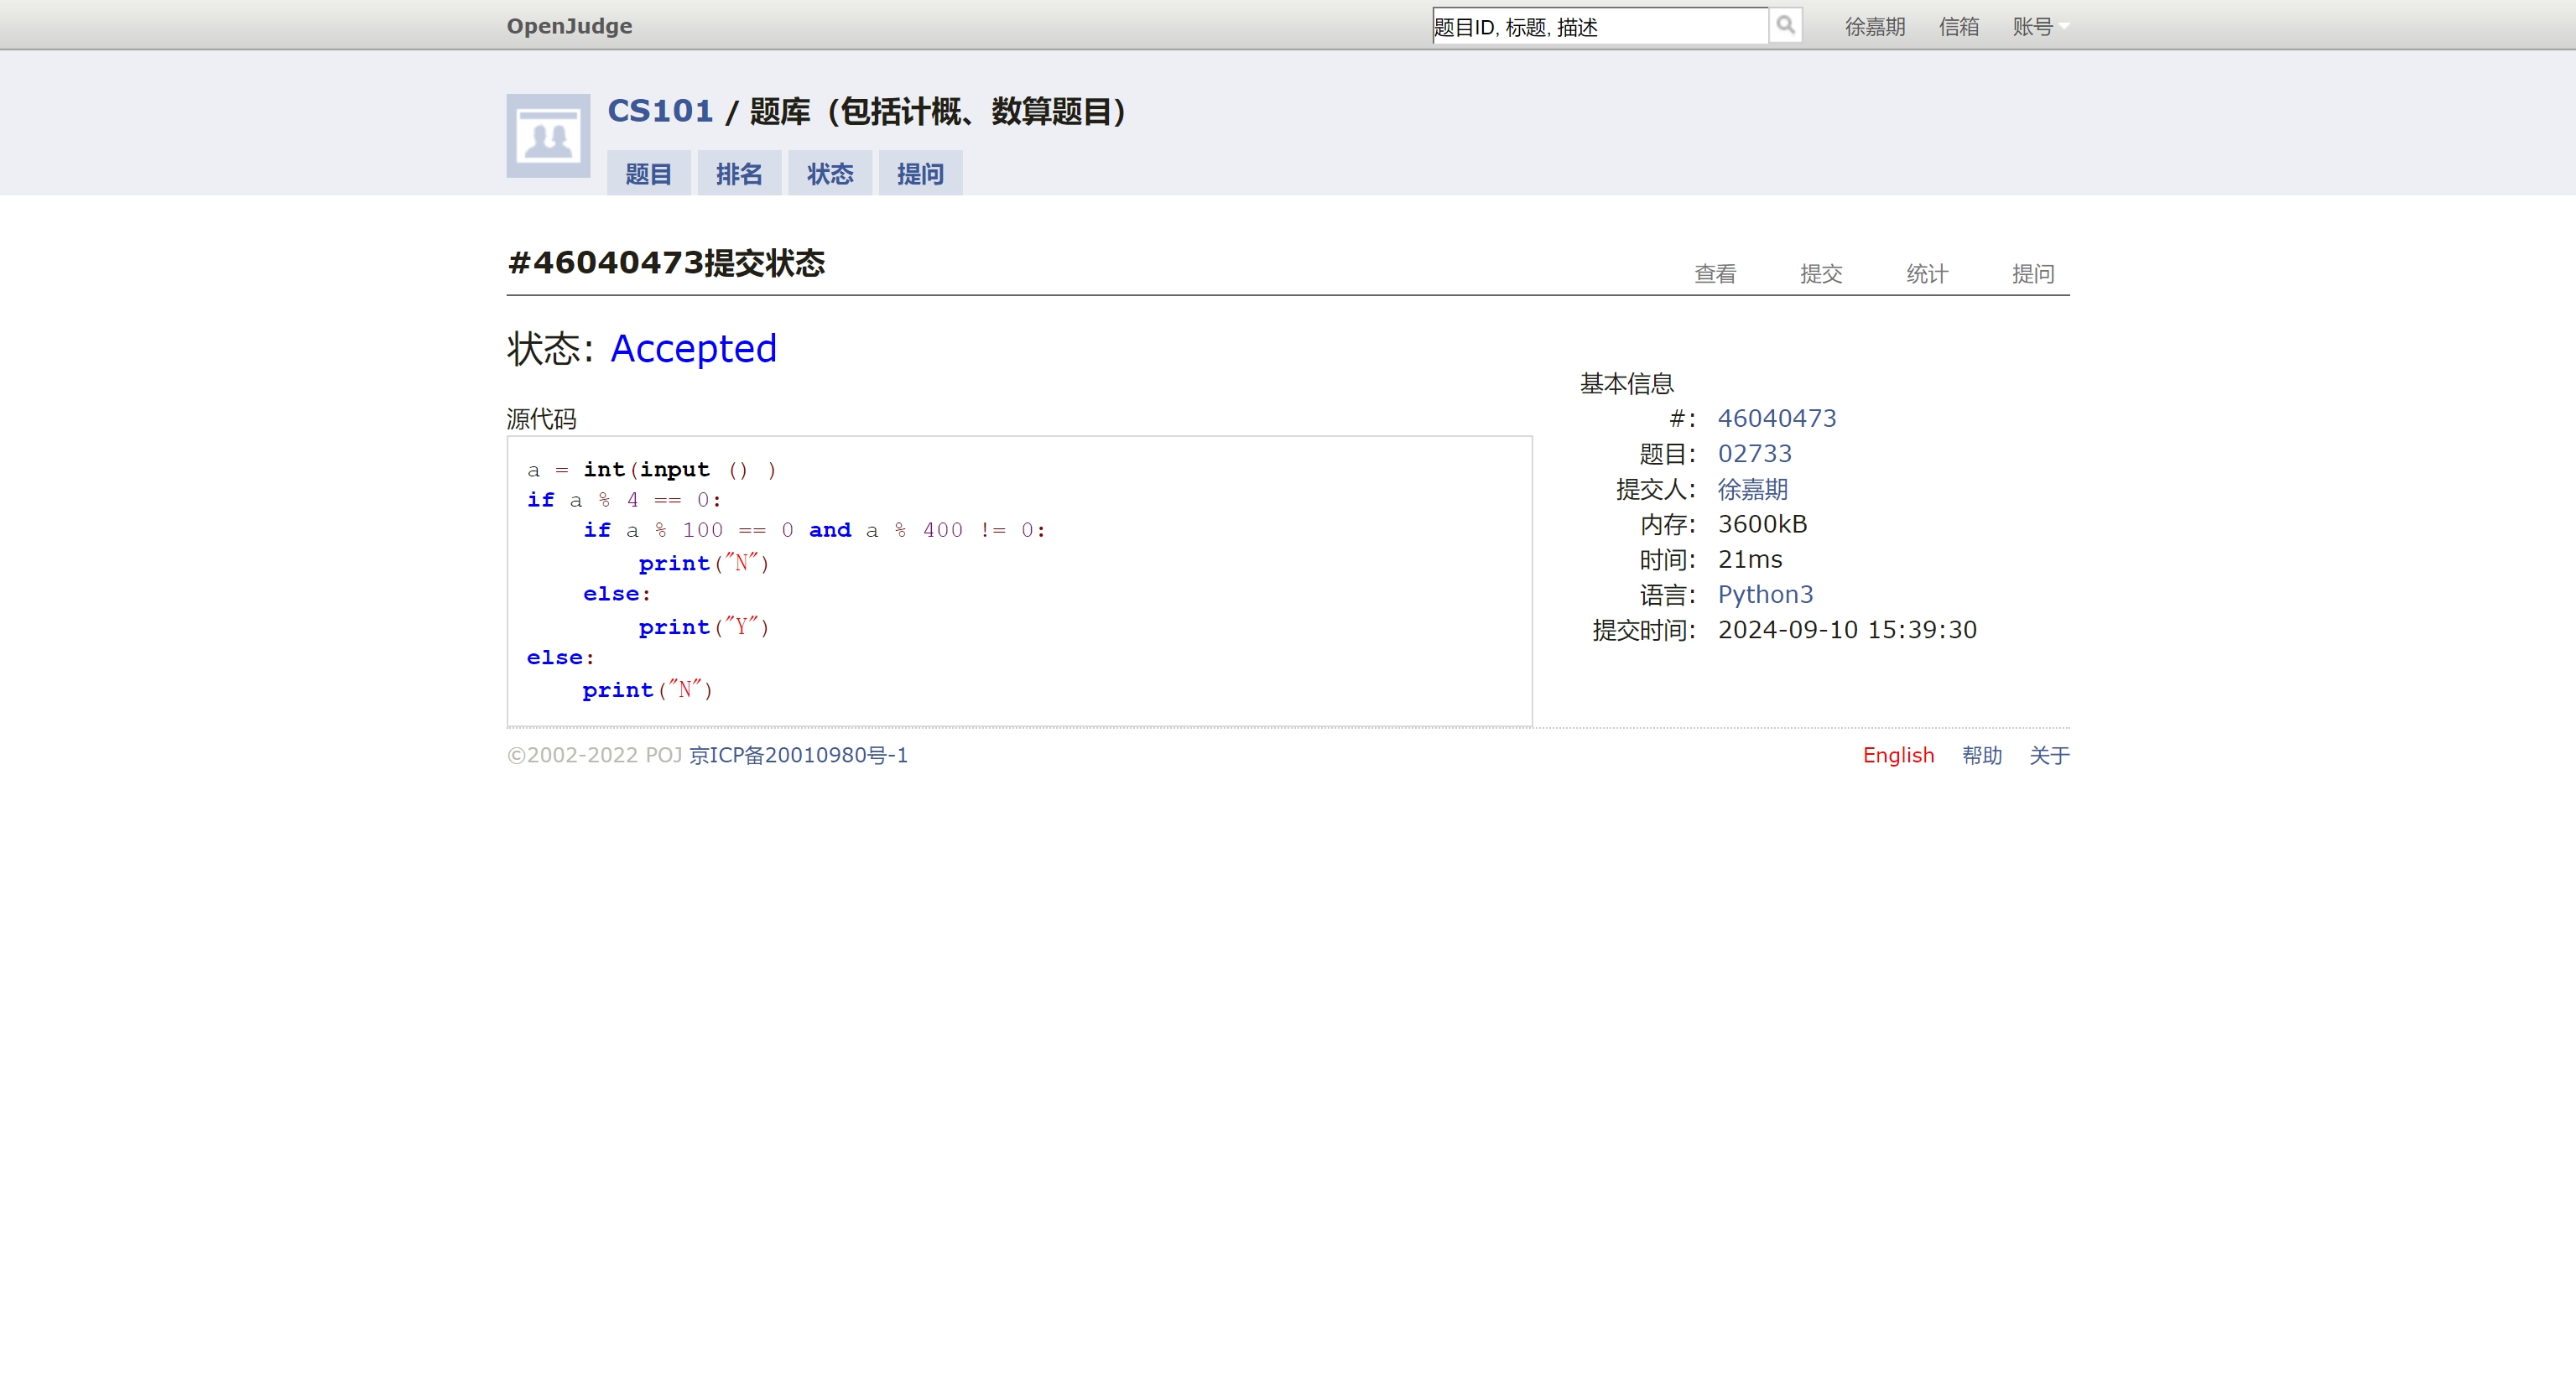 OpenJudge
题目ID, 标题, 描述
徐嘉期 信箱 账号
CS101 / 题库（包括计概、数算题目）
题目 排名 状态 提问
#46040473提交状态
查看 提交 统计 提问
状态: Accepted
源代码
a = int(input () )
if a % 4 == 0:
    if a % 100 == 0 and a % 400 != 0:
        print("N")
    else:
        print("Y")
else:
    print("N")
基本信息
#: 46040473
题目: 02733
提交人: 徐嘉期
内存: 3600kB
时间: 21ms
语言: Python3
提交时间: 2024-09-10 15:39:30
©2002-2022 POJ 京ICP备20010980号-1
English 帮助 关于